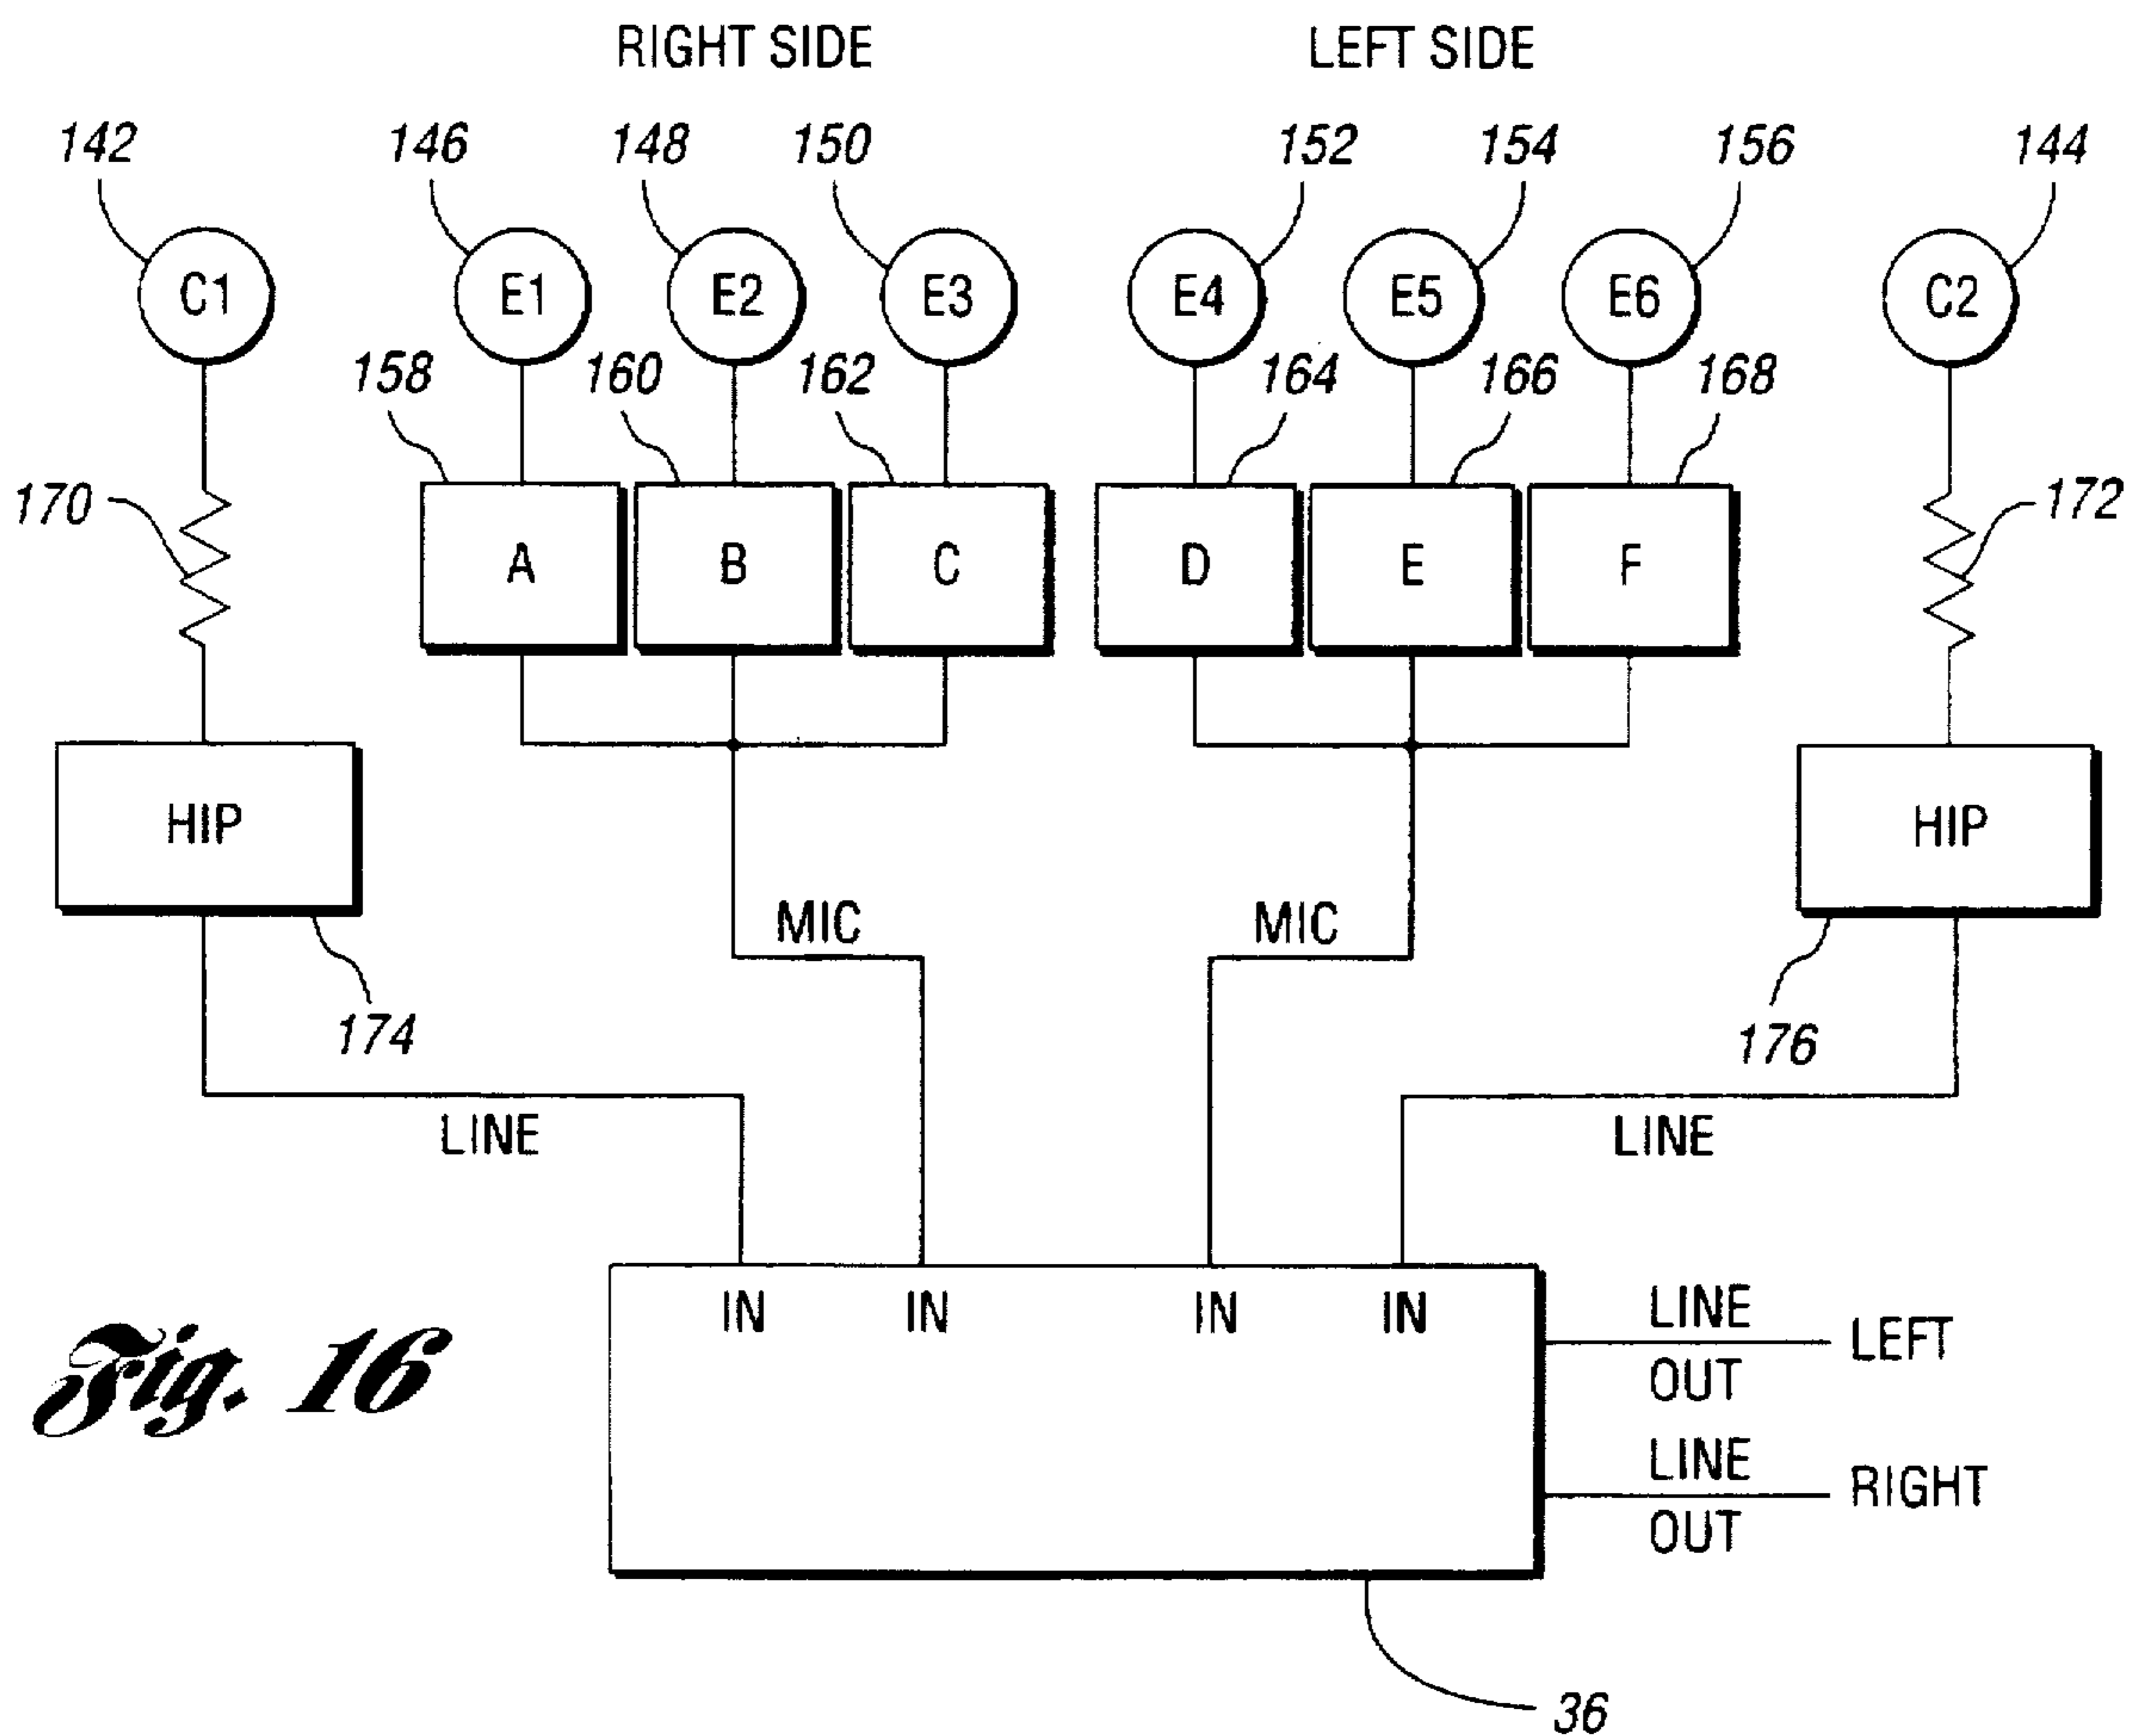 RIGHT SIDE LEFT SIDE
142 146 148 150 152 154 156 144
C1 E1 E2 E3 E4 E5 E6 C2
158 160 162 164 166 168
170 172
A B C D E F
HIP HIP
MIC MIC
174 176
LINE LINE
IN IN IN IN
LINE
OUT
LEFT
LINE
OUT
RIGHT
Fig. 16
36